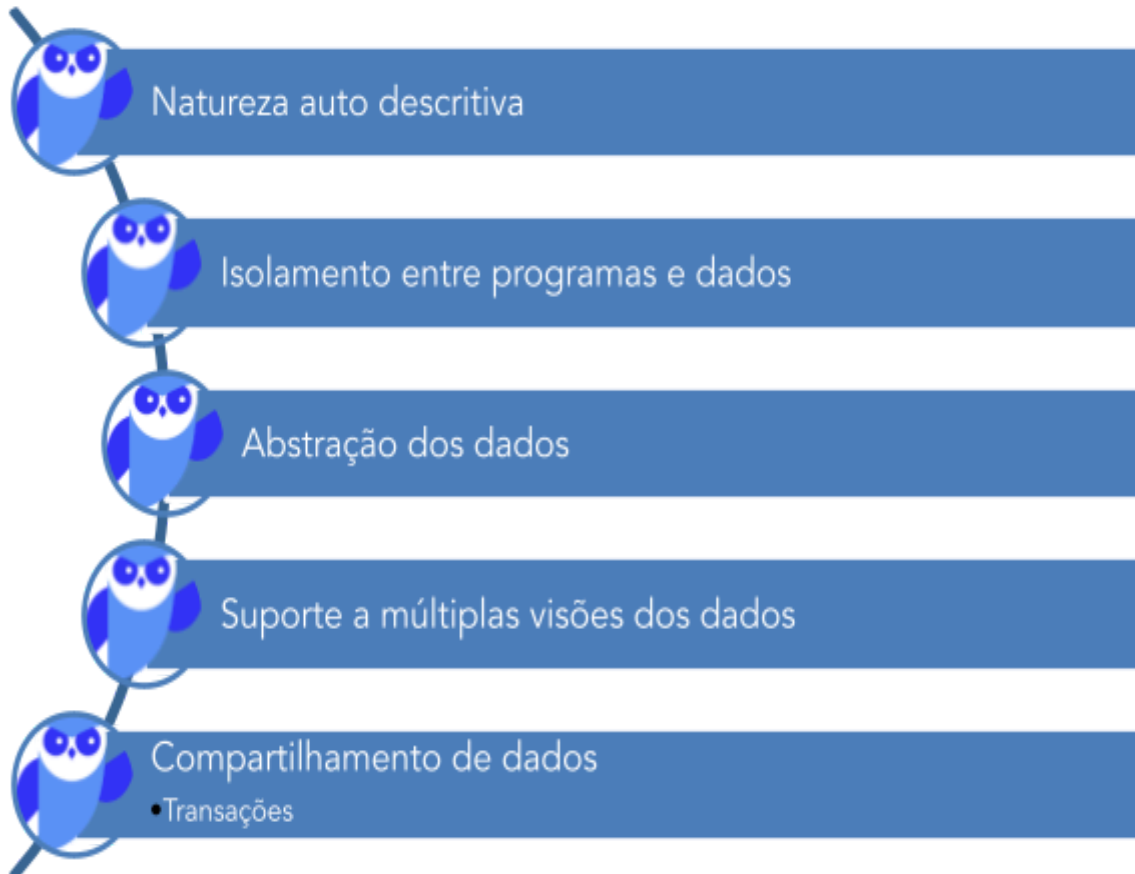 Natureza auto descritiva
Isolamento entre programas e dados
Abstração dos dados
Suporte a múltiplas visões dos dados
Compartilhamento de dados
•Transações